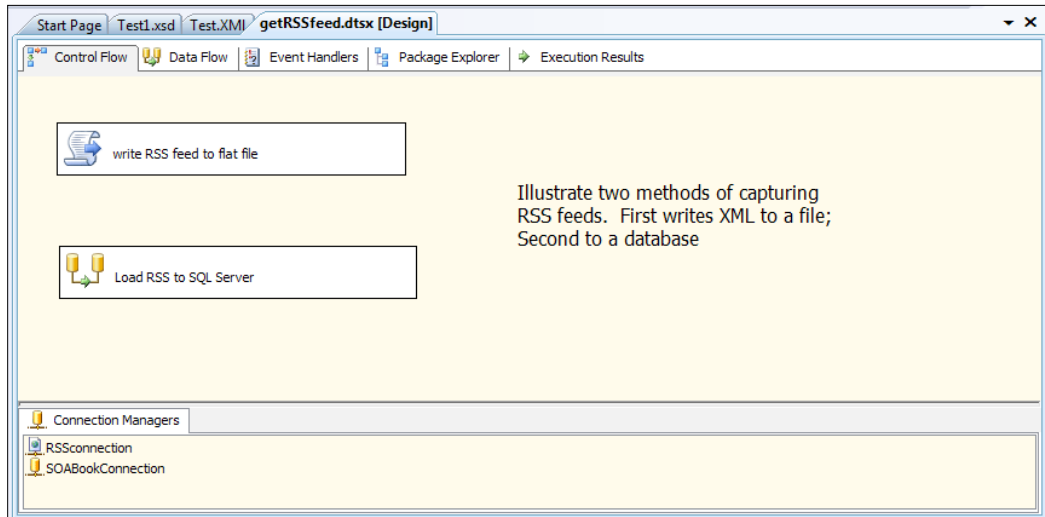 Start Page Test1.xsd Test.XML getRSSfeed.dtsx [Design]
Control Flow Data Flow Event Handlers Package Explorer Execution Results
write RSS feed to flat file
Illustrate two methods of capturing
RSS feeds. First writes XML to a file;
Second to a database
Load RSS to SQL Server
Connection Managers
RSSconnection
SOABookConnection